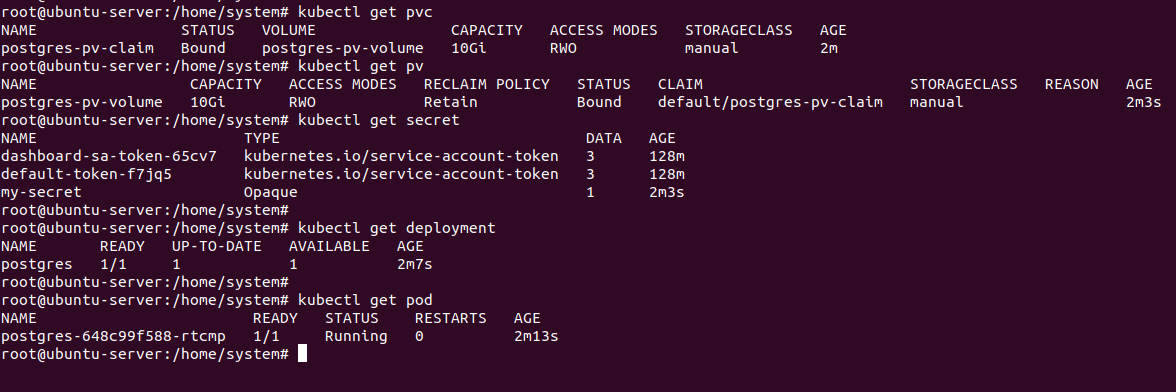 root@ubuntu-server:/home/system# kubectl get pvc
NAME STATUS VOLUME CAPACITY ACCESS MODES STORAGECLASS AGE
postgres-pv-claim Bound postgres-pv-volume 10Gi RWO manual 2m
root@ubuntu-server:/home/system# kubectl get pv
NAME CAPACITY ACCESS MODES RECLAIM POLICY STATUS CLAIM STORAGECLASS REASON AGE
postgres-pv-volume 10Gi RWO Retain Bound default/postgres-pv-claim manual 2m3s
root@ubuntu-server:/home/system# kubectl get secret
NAME TYPE DATA AGE
dashboard-sa-token-65cv7 kubernetes.io/service-account-token 3 128m
default-token-f7jq5 kubernetes.io/service-account-token 3 128m
my-secret Opaque 1 2m3s
root@ubuntu-server:/home/system#
root@ubuntu-server:/home/system# kubectl get deployment
NAME READY UP-TO-DATE AVAILABLE AGE
postgres 1/1 1 1 2m7s
root@ubuntu-server:/home/system#
root@ubuntu-server:/home/system# kubectl get pod
NAME READY STATUS RESTARTS AGE
postgres-648c99f588-rtcmp 1/1 Running 0 2m13s
root@ubuntu-server:/home/system#